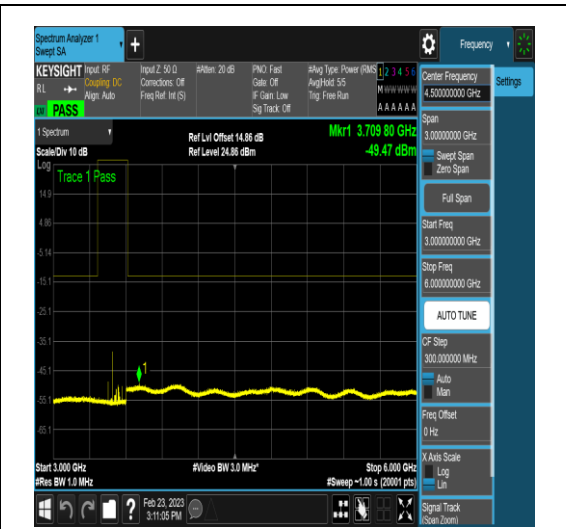 Spectrum Analyzer 1
Swept SA
Frequency
KEYSIGHT
Input: RF
Coupling: DC
Align: Auto
Input Z: 50 Ω
Corrections: Off
Freq Ref: Int (S)
#Atten: 20 dB
PNO: Fast
Gate: Off
IF Gain: Low
Sig Track: Off
#Avg Type: Power (RMS
Avg|Hold: 5/5
Trig: Free Run
1 2 3 4 5 6
M W W W W W
A A A A A A
RL
PASS
Center Frequency
4.500000000 GHz
Settings
Span
3.00000000 GHz
Swept Span
Zero Span
Full Span
Start Freq
3.000000000 GHz
Stop Freq
6.000000000 GHz
AUTO TUNE
CF Step
300.000000 MHz
Auto
Man
Freq Offset
0 Hz
X Axis Scale
Log
Lin
Signal Track
(Span Zoom)
1 Spectrum
Scale/Div 10 dB
Ref Lvl Offset 14.86 dB
Ref Level 24.86 dBm
Mkr1 3.709 80 GHz
-49.47 dBm
Log
Trace 1 Pass
14.9
4.86
-5.14
-15.1
-25.1
-35.1
-45.1
-55.1
-65.1
1
Start 3.000 GHz
#Res BW 1.0 MHz
#Video BW 3.0 MHz*
Stop 6.000 GHz
#Sweep ~1.00 s (20001 pts)
?
Feb 23, 2023
3:11:05 PM